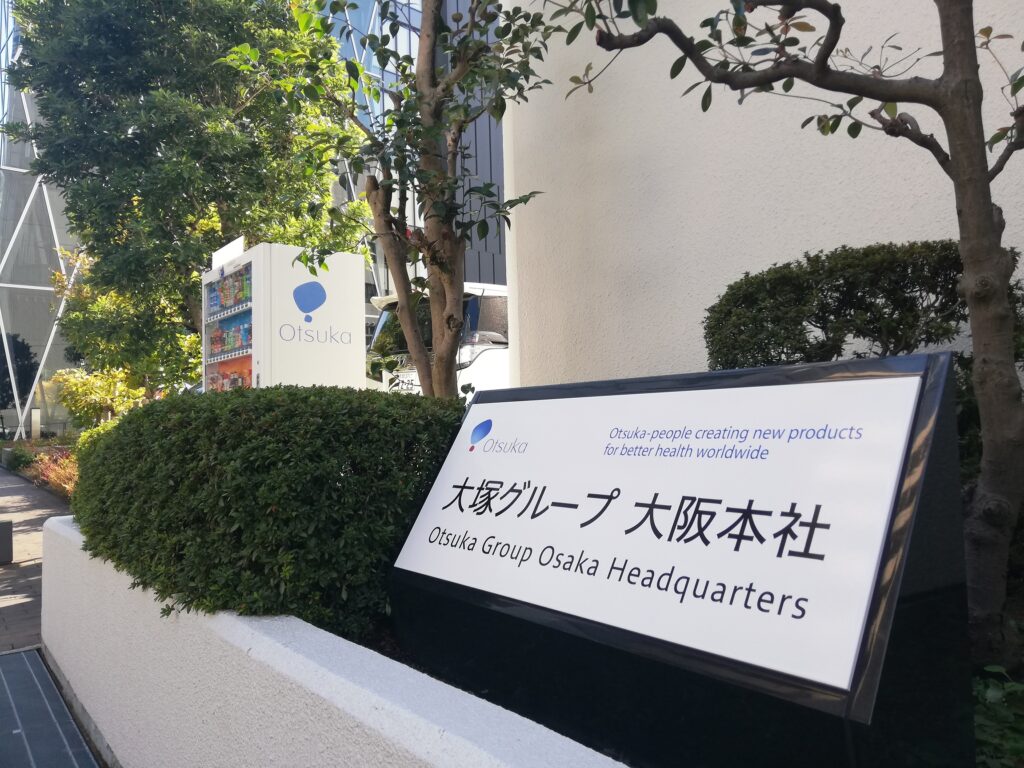 Otsuka
Otsuka
Otsuka-people creating new products
for better health worldwide
大塚グループ 大阪本社
Otsuka Group Osaka Headquarters